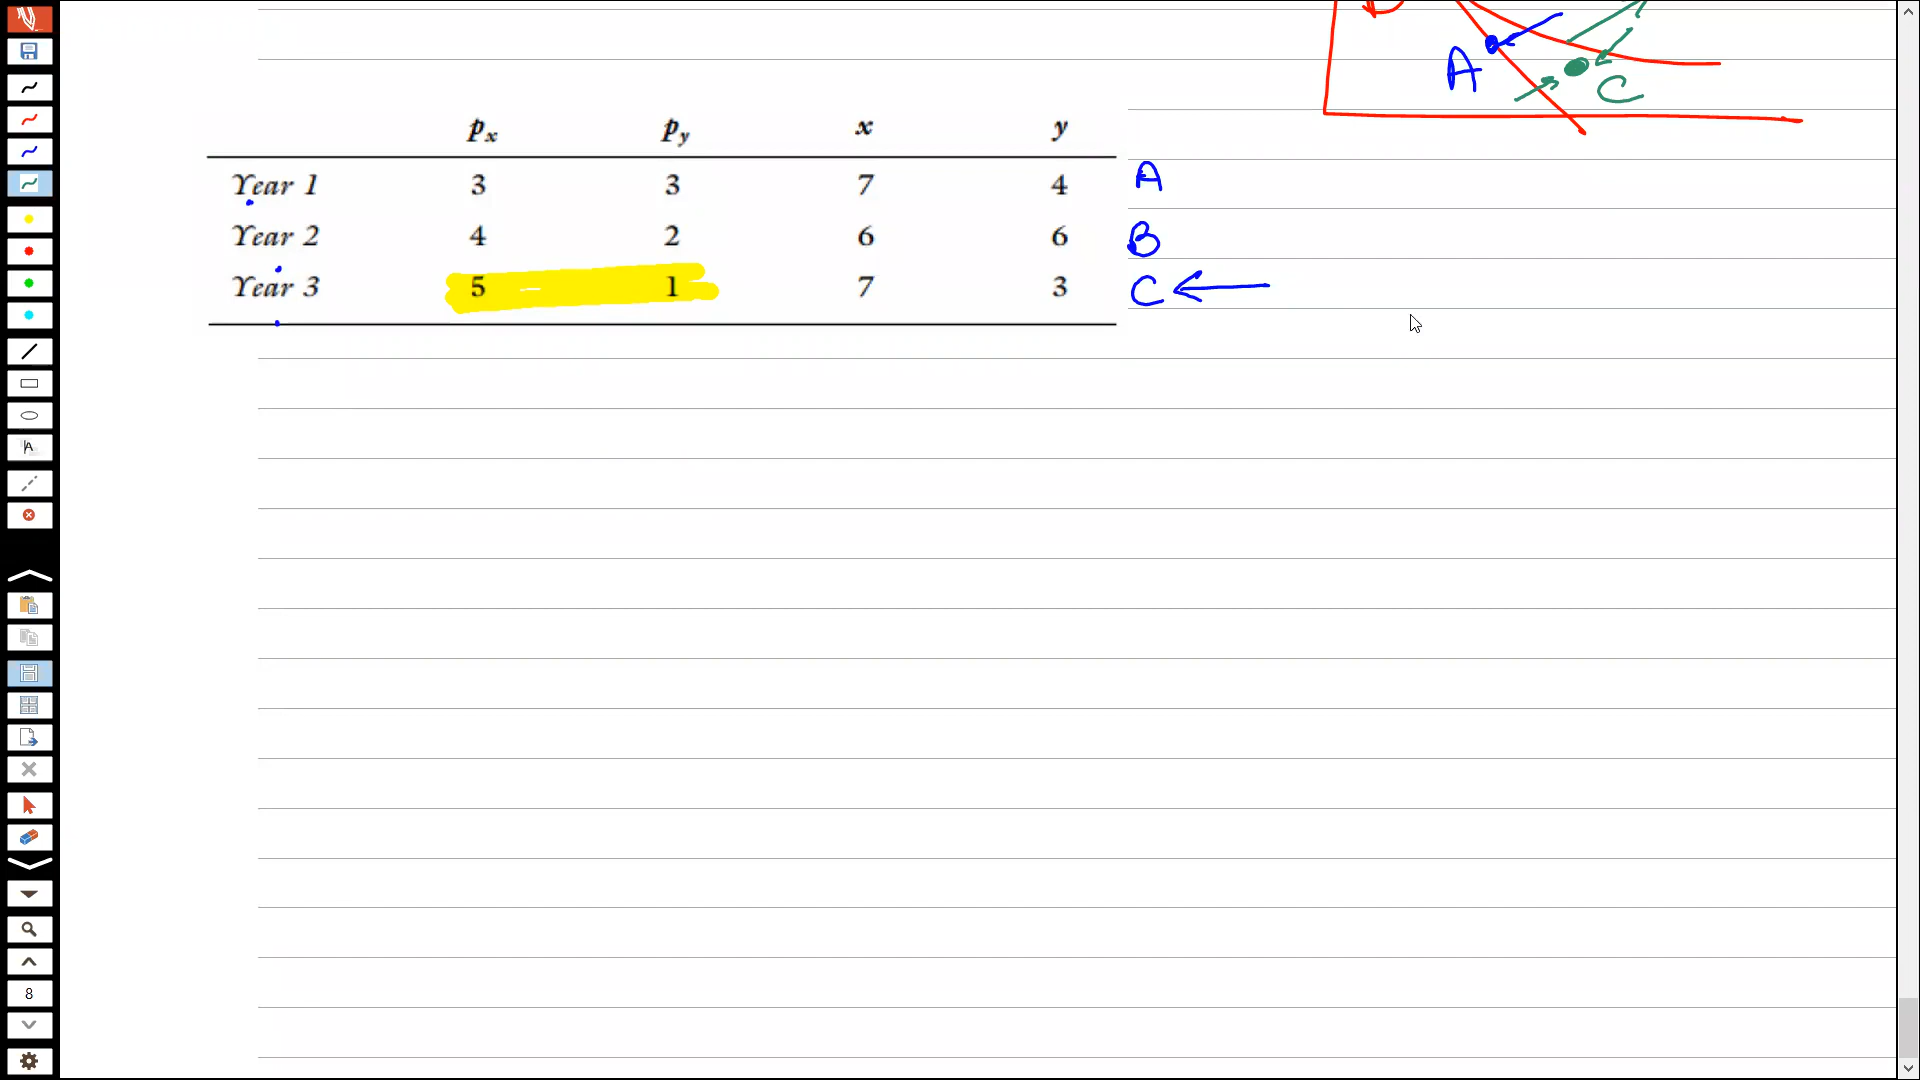 A
C
px py x y
Year 1 3 3 7 4 A
Year 2 4 2 6 6 B
Year 3 5 1 7 3 C
A
8